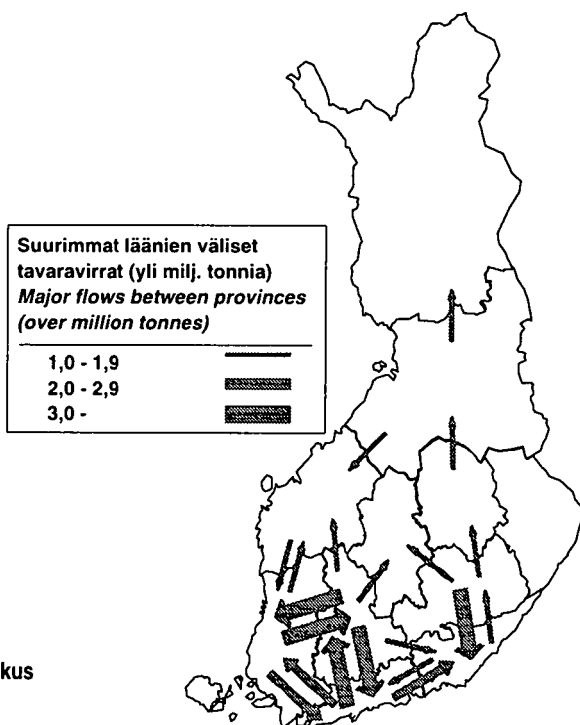 Suurimmat läänien väliset
tavaravirrat (yli milj. tonnia)
Major flows between provinces
(over million tonnes)
1,0 - 1,9
2,0 - 2,9
3,0 -
kus